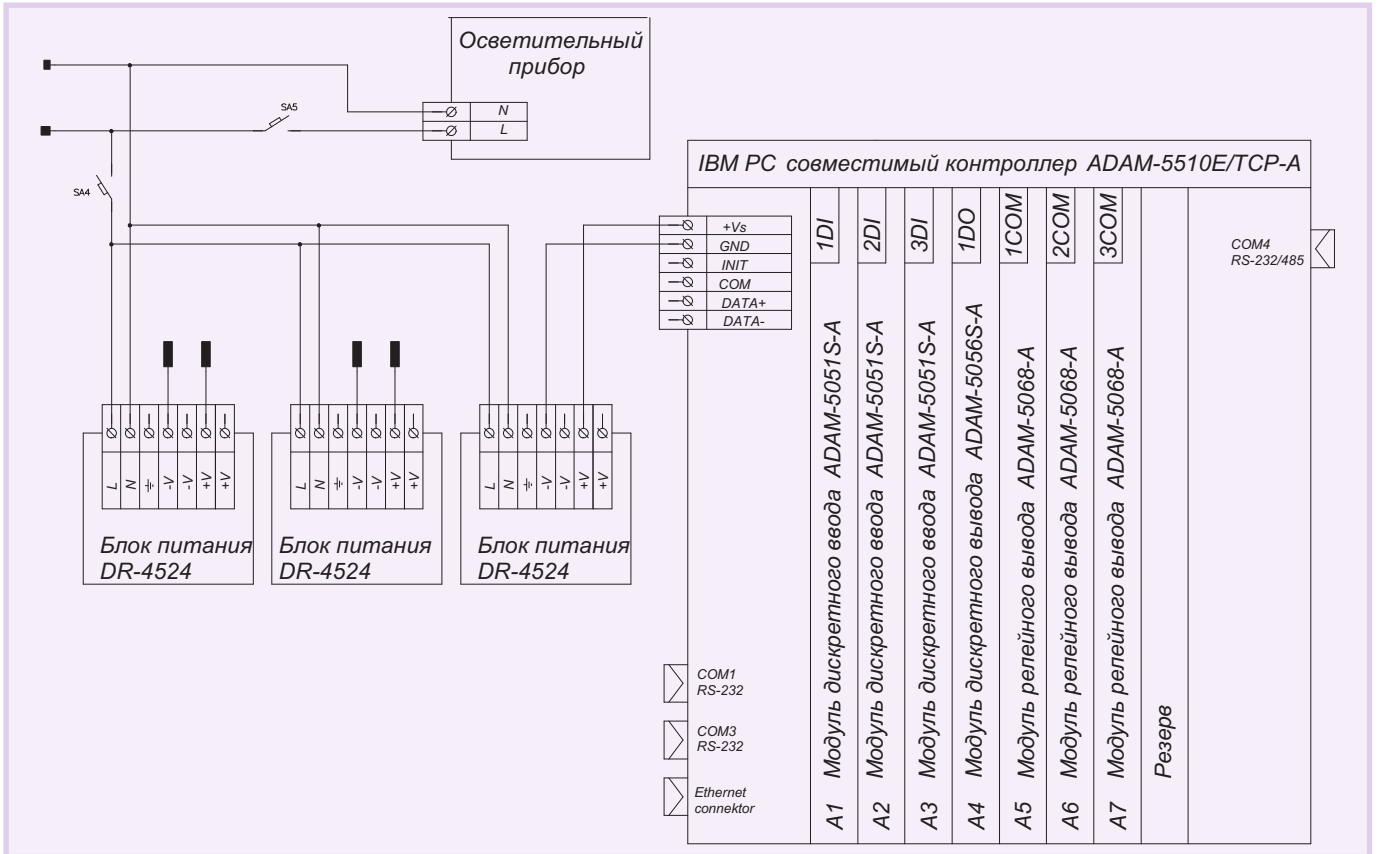 Осветительный
прибор
N
L
SA5
SA4
IBM PC совместимый контроллер ADAM-5510E/TCP-A
+Vs
GND
INIT
COM
DATA+
DATA-
1DI
2DI
3DI
1DO
1COM
2COM
3COM
COM4
RS-232/485
A1 Модуль дискретного ввода ADAM-5051S-A
A2 Модуль дискретного ввода ADAM-5051S-A
A3 Модуль дискретного ввода ADAM-5051S-A
A4 Модуль дискретного вывода ADAM-5056S-A
A5 Модуль релейного вывода ADAM-5068-A
A6 Модуль релейного вывода ADAM-5068-A
A7 Модуль релейного вывода ADAM-5068-A
Резерв
L N -V -V +V +V
Блок питания
DR-4524
L N -V -V +V +V
Блок питания
DR-4524
L N -V -V +V +V
Блок питания
DR-4524
COM1
RS-232
COM3
RS-232
Ethernet
connektor